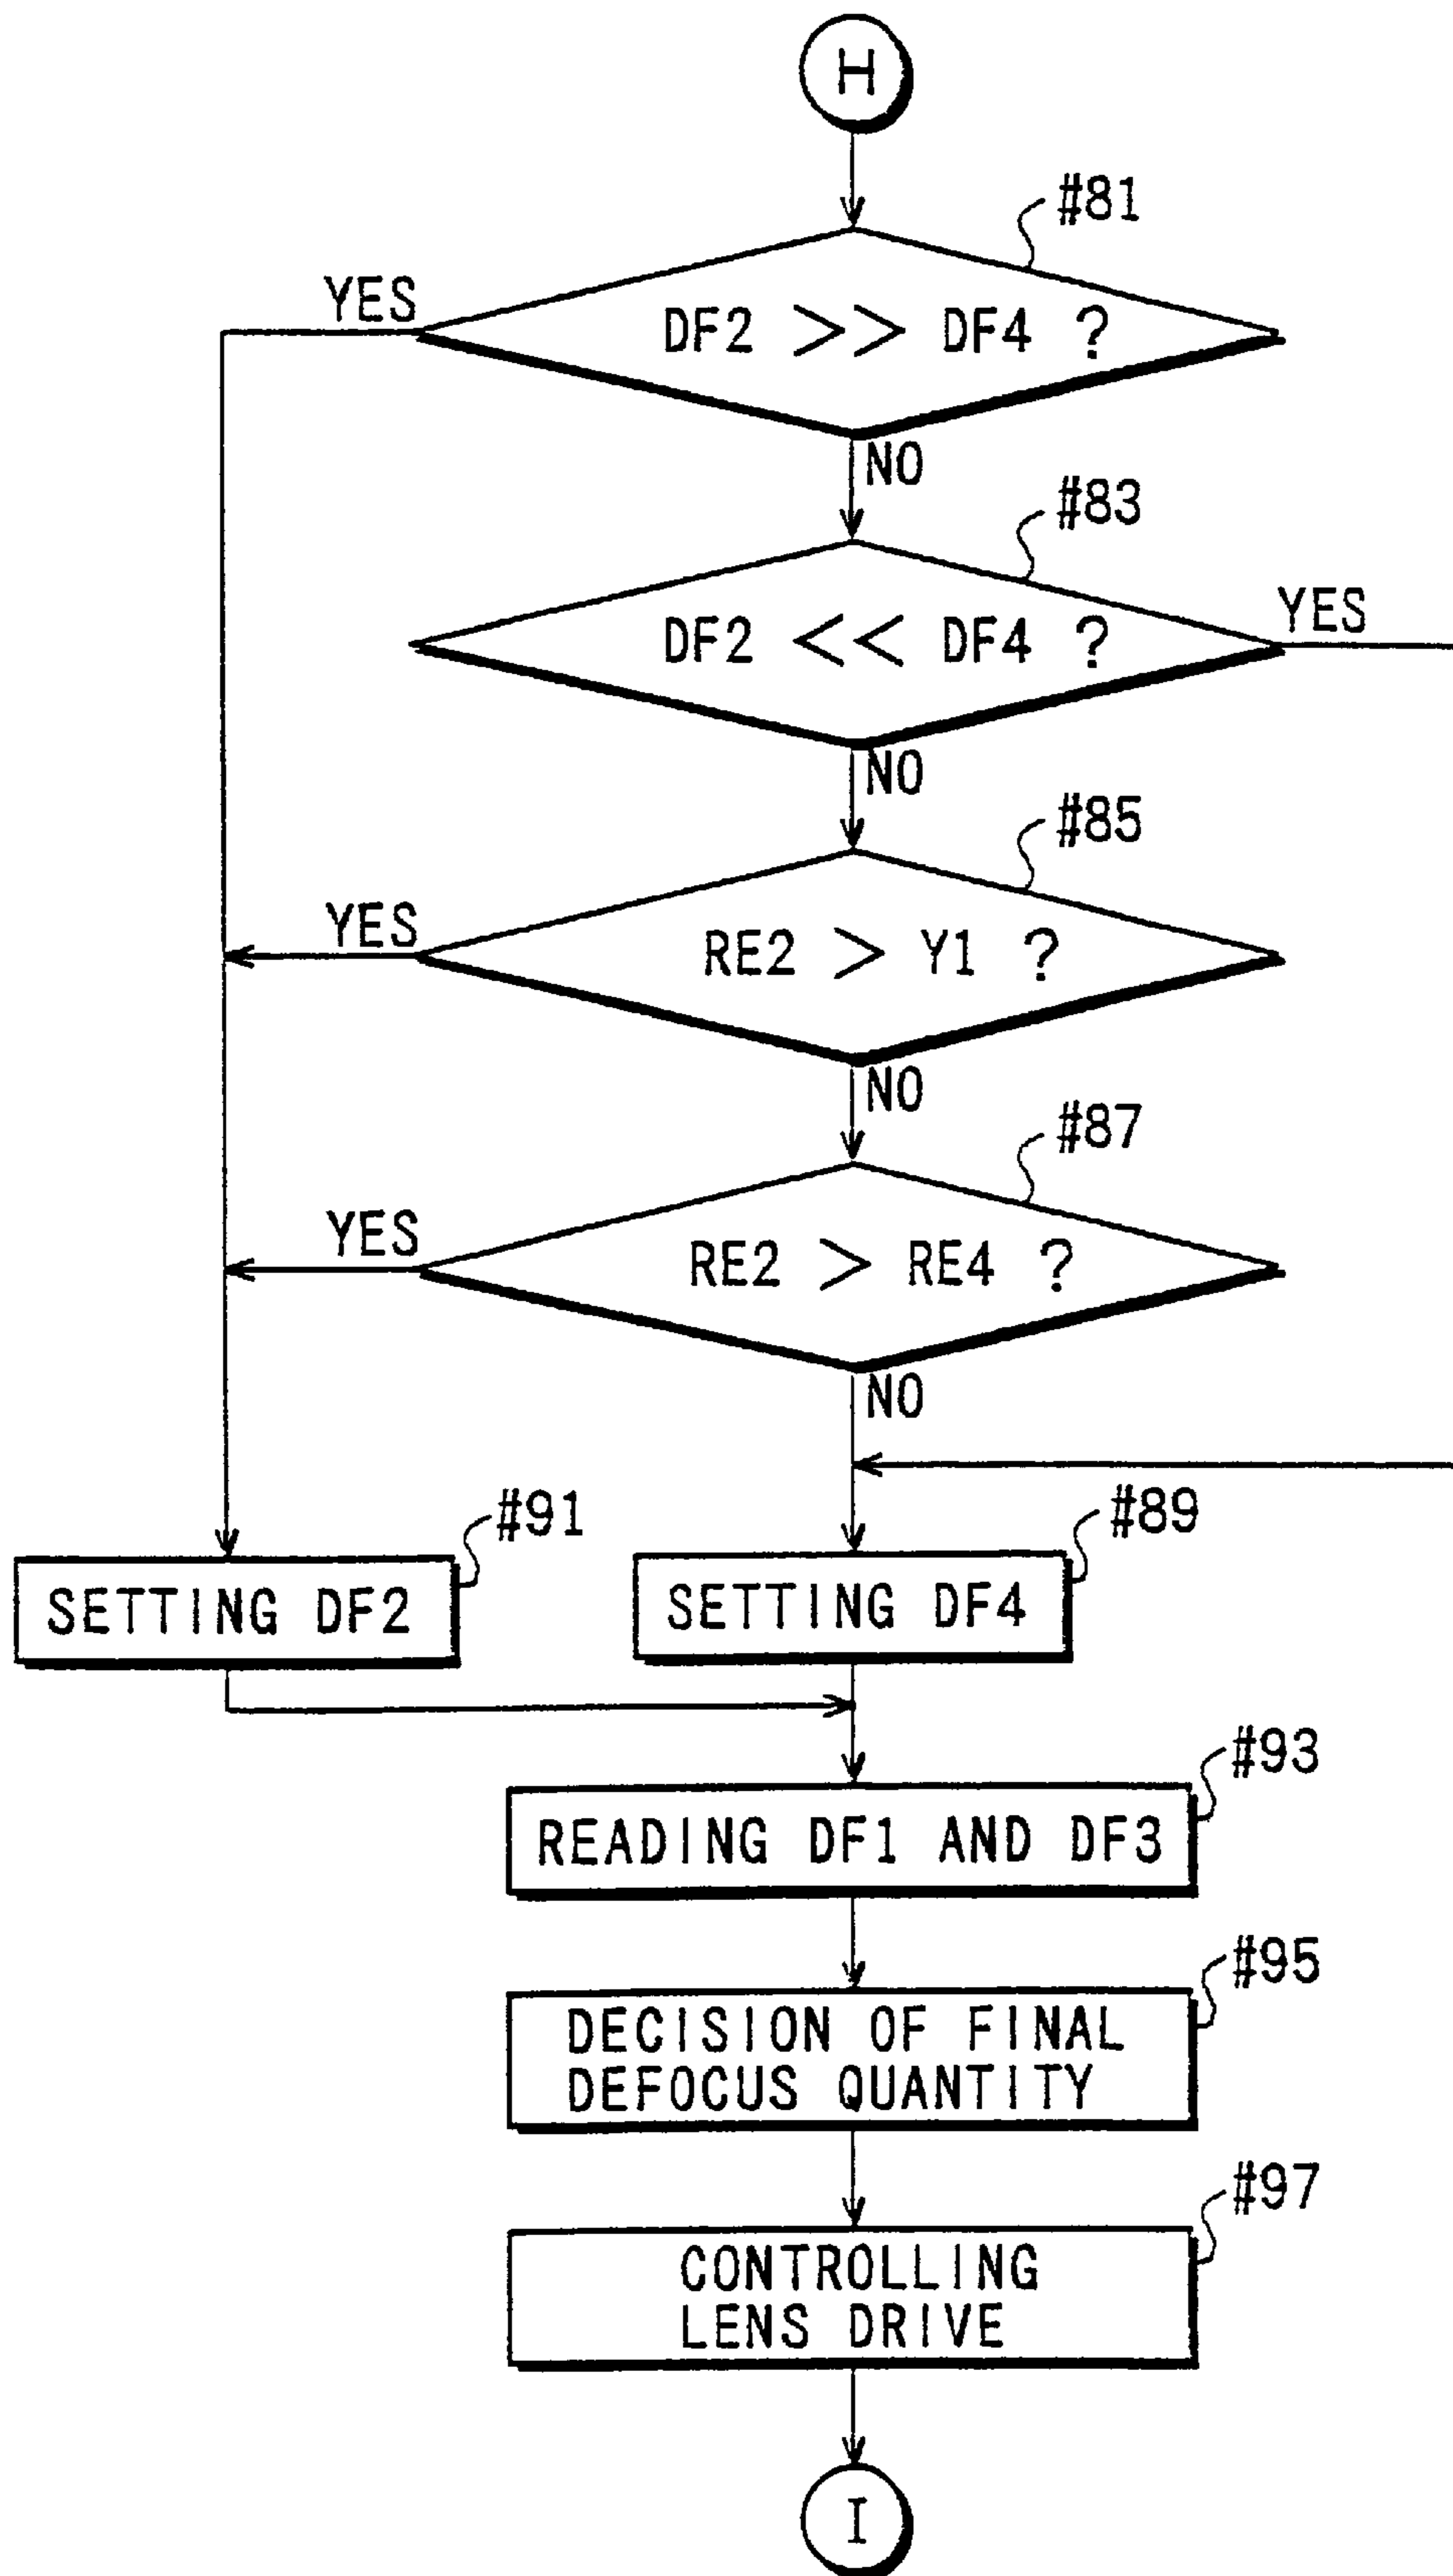 H
#81
YES
DF2 >> DF4 ?
NO
#83
DF2 << DF4 ?
YES
NO
#85
YES
RE2 > Y1 ?
NO
#87
YES
RE2 > RE4 ?
NO
#91
#89
SETTING DF2
SETTING DF4
#93
READING DF1 AND DF3
#95
DECISION OF FINAL
DEFOCUS QUANTITY
#97
CONTROLLING
LENS DRIVE
I